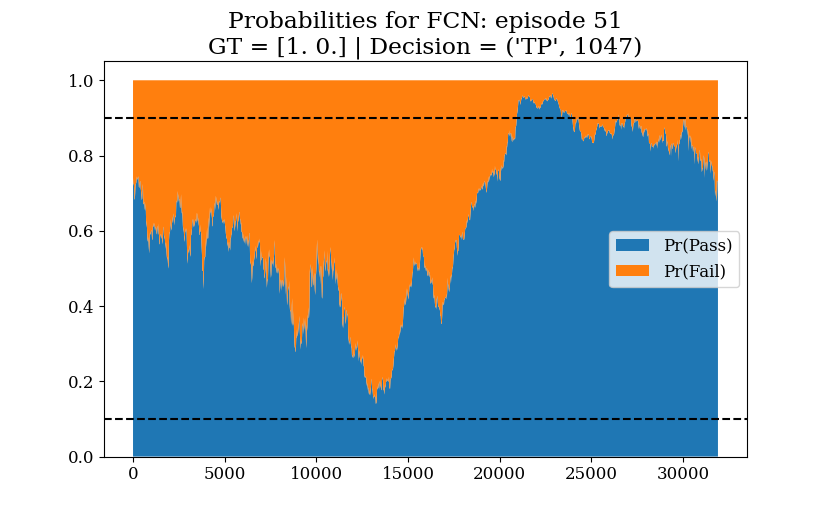 Probabilities for FCN: episode 51
GT = [1. 0.] | Decision = ('TP', 1047)
1.0
0.8
0.6
0.4
0.2
0.0
Pr(Pass)
Pr(Fail)
0 5000 10000 15000 20000 25000 30000